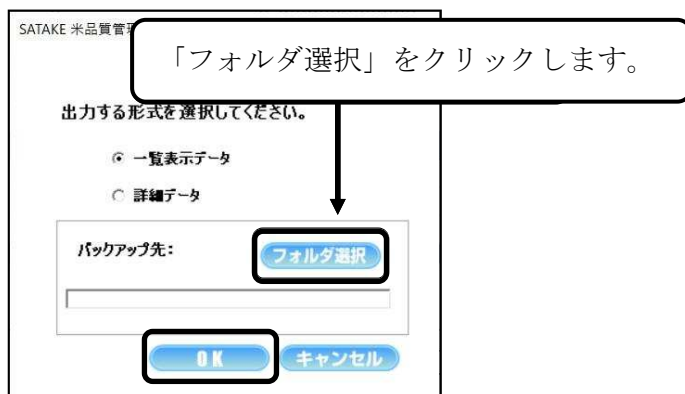 SATAKE 米品質管
「フォルダ選択」をクリックします。
出力する形式を選択してください。
一覧表示データ
詳細データ
バックアップ先：
フォルダ選択
OK
キャンセル